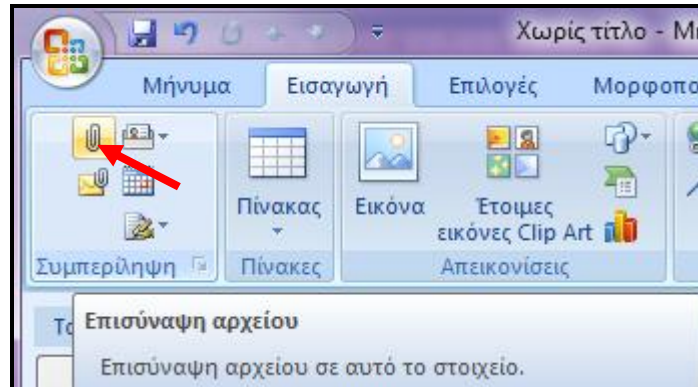 Χωρίς τίτλο -
Μήνυμα Εισαγωγή Επιλογές
Πίνακας Εικόνα Έτοιμες
εικόνες Clip Art
Συμπερίληψη Πίνακες Απεικονίσεις
Επισύναψη αρχείου
Επισύναψη αρχείου σε αυτό το στοιχείο.